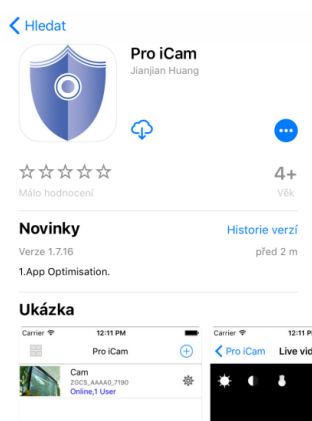 Hledat
Pro iCam
Jianjian Huang
4+
Málo hodnocení
Věk
Novinky
Historie verzí
Verze 1.7.16
před 2 m
1.App Optimisation.
Ukázka
Carrier 12:11 PM
Carrier 12:11 PM
Pro iCam
Pro iCam Live vid
Cam
ZGCS_AAAA0_7190
Online,1 User